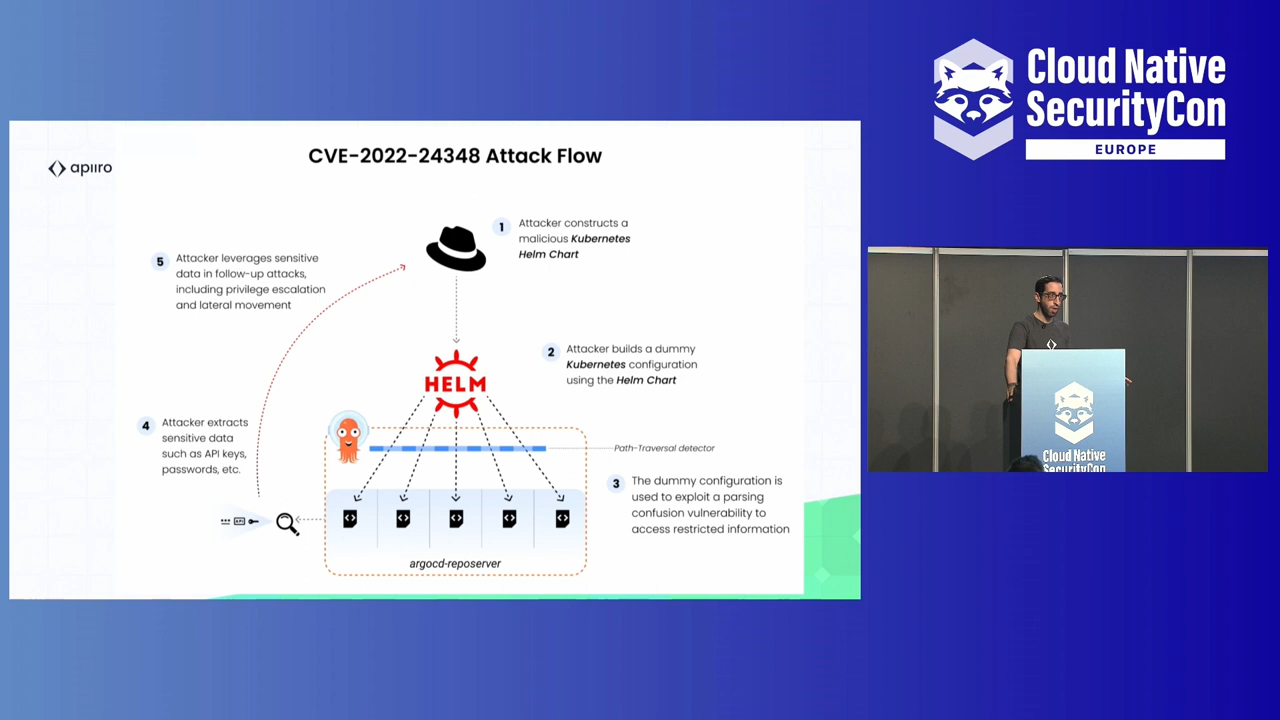 Cloud Native
SecurityCon
EUROPE
apiiro
CVE-2022-24348 Attack Flow
1
Attacker constructs a
malicious Kubernetes
Helm Chart
5
Attacker leverages sensitive
data in follow-up attacks,
including privilege escalation
and lateral movement
2
Attacker builds a dummy
Kubernetes configuration
using the Helm Chart
HELM
4
Attacker extracts
sensitive data
such as API keys,
passwords, etc.
Path-Traversal detector
3
The dummy configuration is
used to exploit a parsing
confusion vulnerability to
access restricted information
API
argocd-reposerver
Cloud Native
SecurityCon